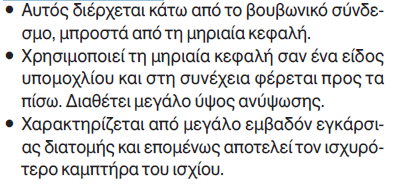 • Αυτός διέρχεται κάτω από το βουβωνικό σύνδε-
σμο, μπροστά από τη μηριαία κεφαλή.
• Χρησιμοποιεί τη μηριαία κεφαλή σαν ένα είδος
υπομοχλίου και στη συνέχεια φέρεται προς τα
πίσω. Διαθέτει μεγάλο ύψος ανύψωσης.
• Χαρακτηρίζεται από μεγάλο εμβαδόν εγκάρσι-
ας διατομής και επομένως αποτελεί τον ισχυρό-
τερο καμπτήρα του ισχίου.